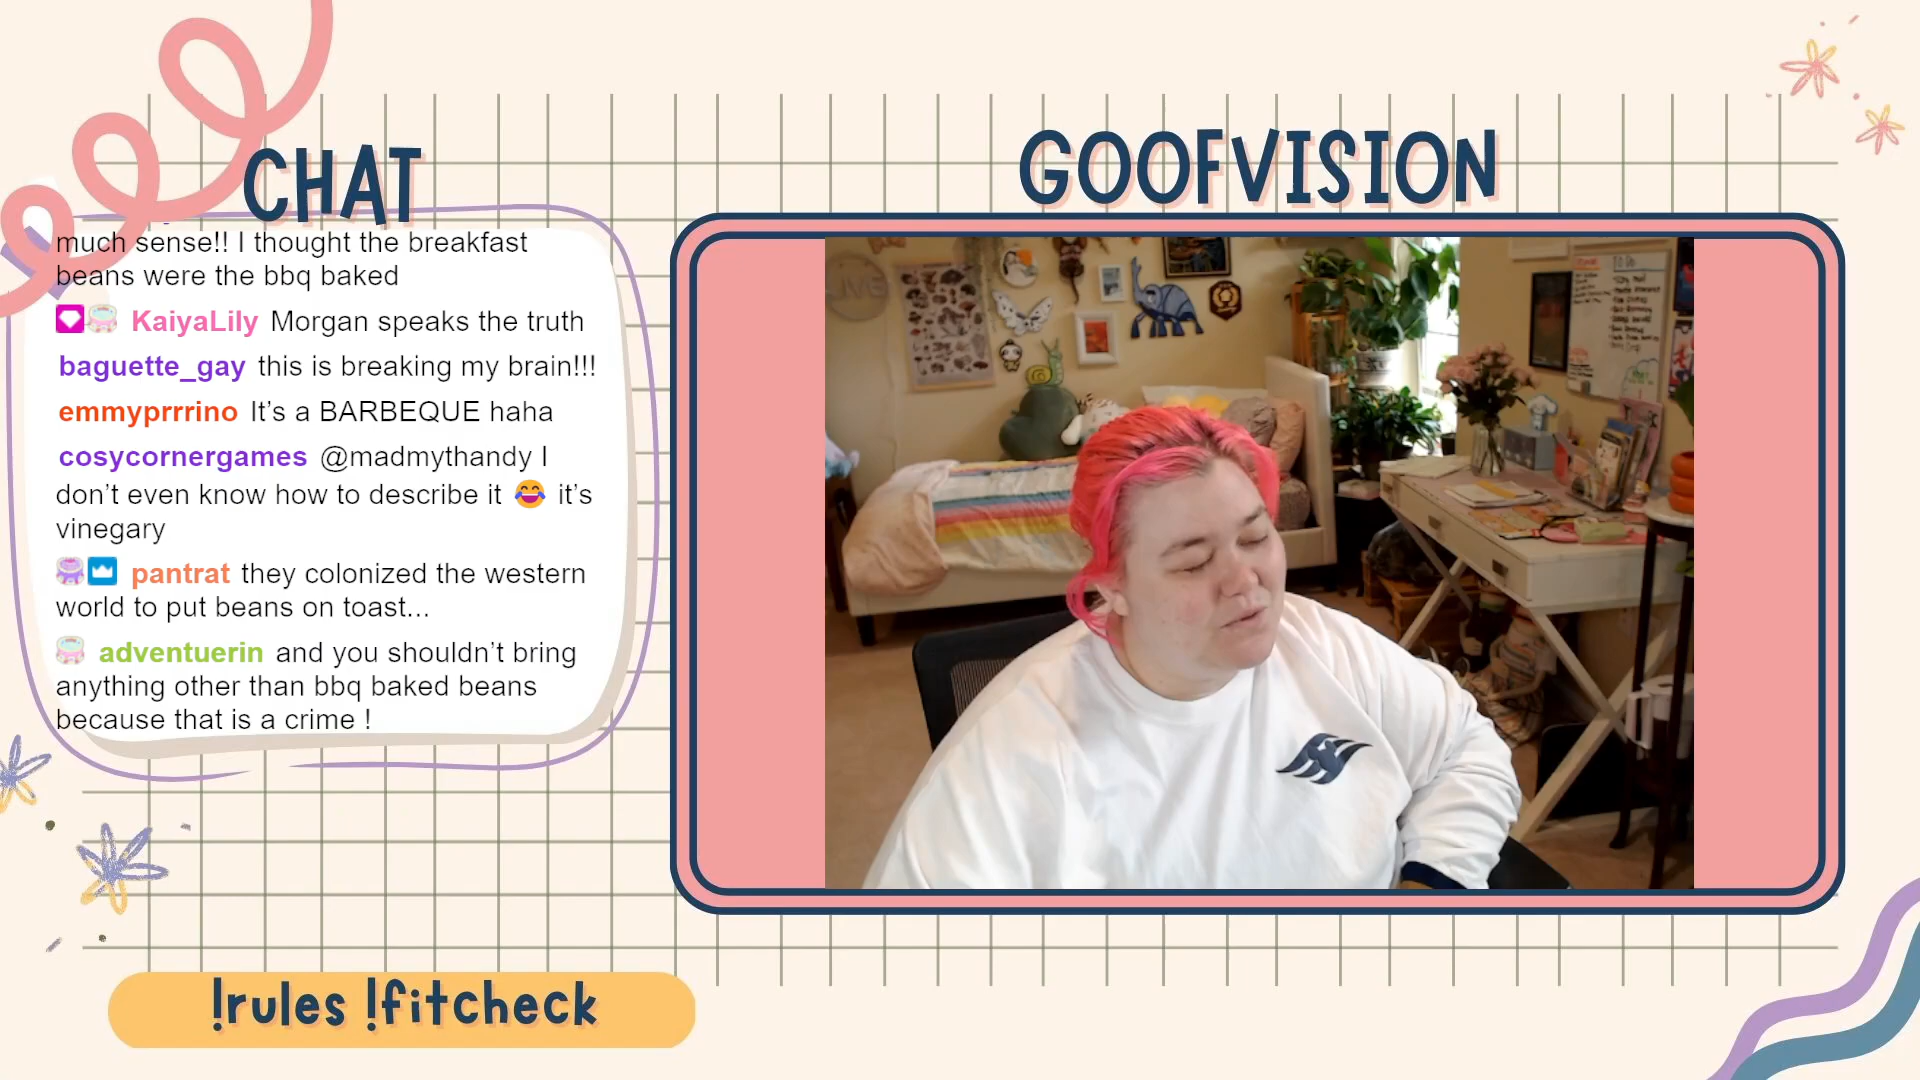 CHAT
much sense!! I thought the breakfast
beans were the bbq baked
KaiyaLily Morgan speaks the truth
baguette_gay this is breaking my brain!!!
emmyprrrino It’s a BARBEQUE haha
cosycornergames @madmythandy I
don’t even know how to describe it 😂 it’s
vinegary
pantrat they colonized the western
world to put beans on toast...
adventuerin and you shouldn’t bring
anything other than bbq baked beans
because that is a crime !
!rules !fitcheck
GOOFVISION
LIVE